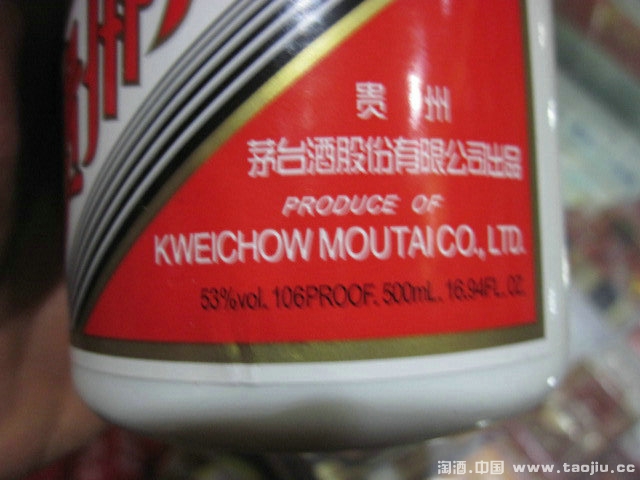 贵州
茅台酒股份有限公司出品
PRODUCE OF
KWEICHOW MOUTAI CO., LTD.
53%vol. 106PROOF. 500mL. 16.94FL. OZ.
淘酒.中国 www.taojiu.cc